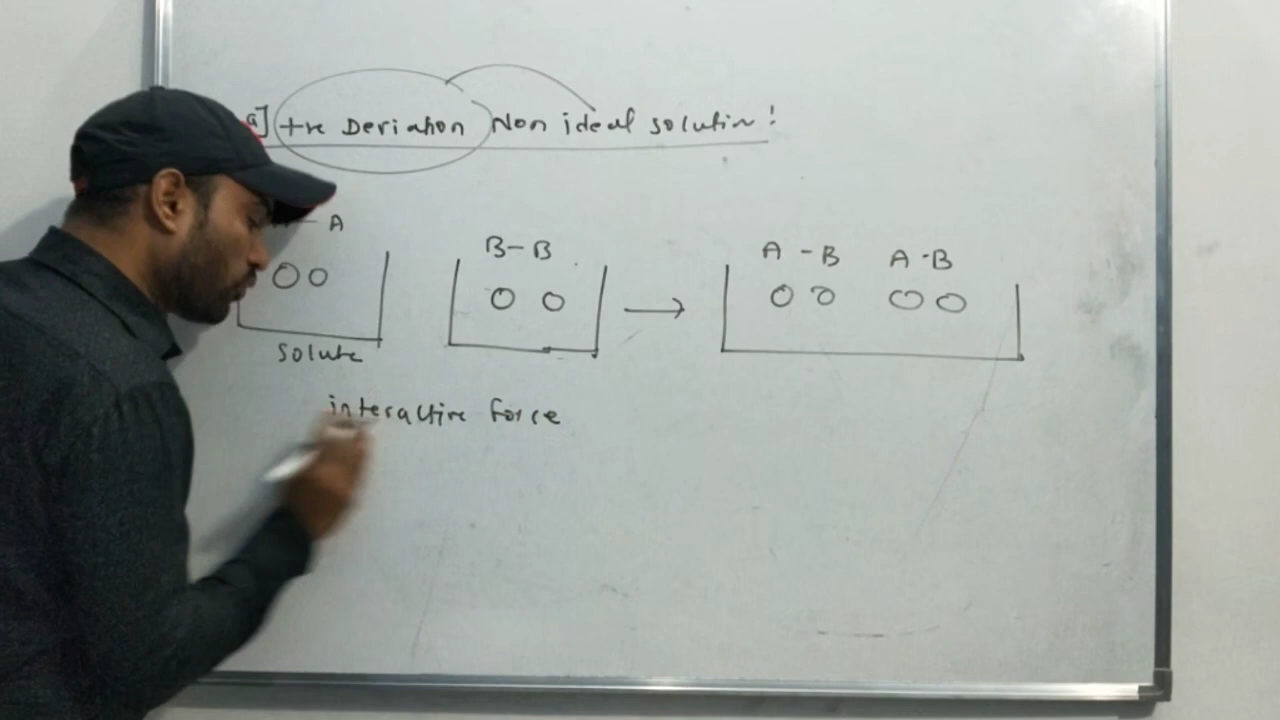 a] +ve Deviation Non ideal solution!
— A
B-B
A - B A - B
Solute
interactive force